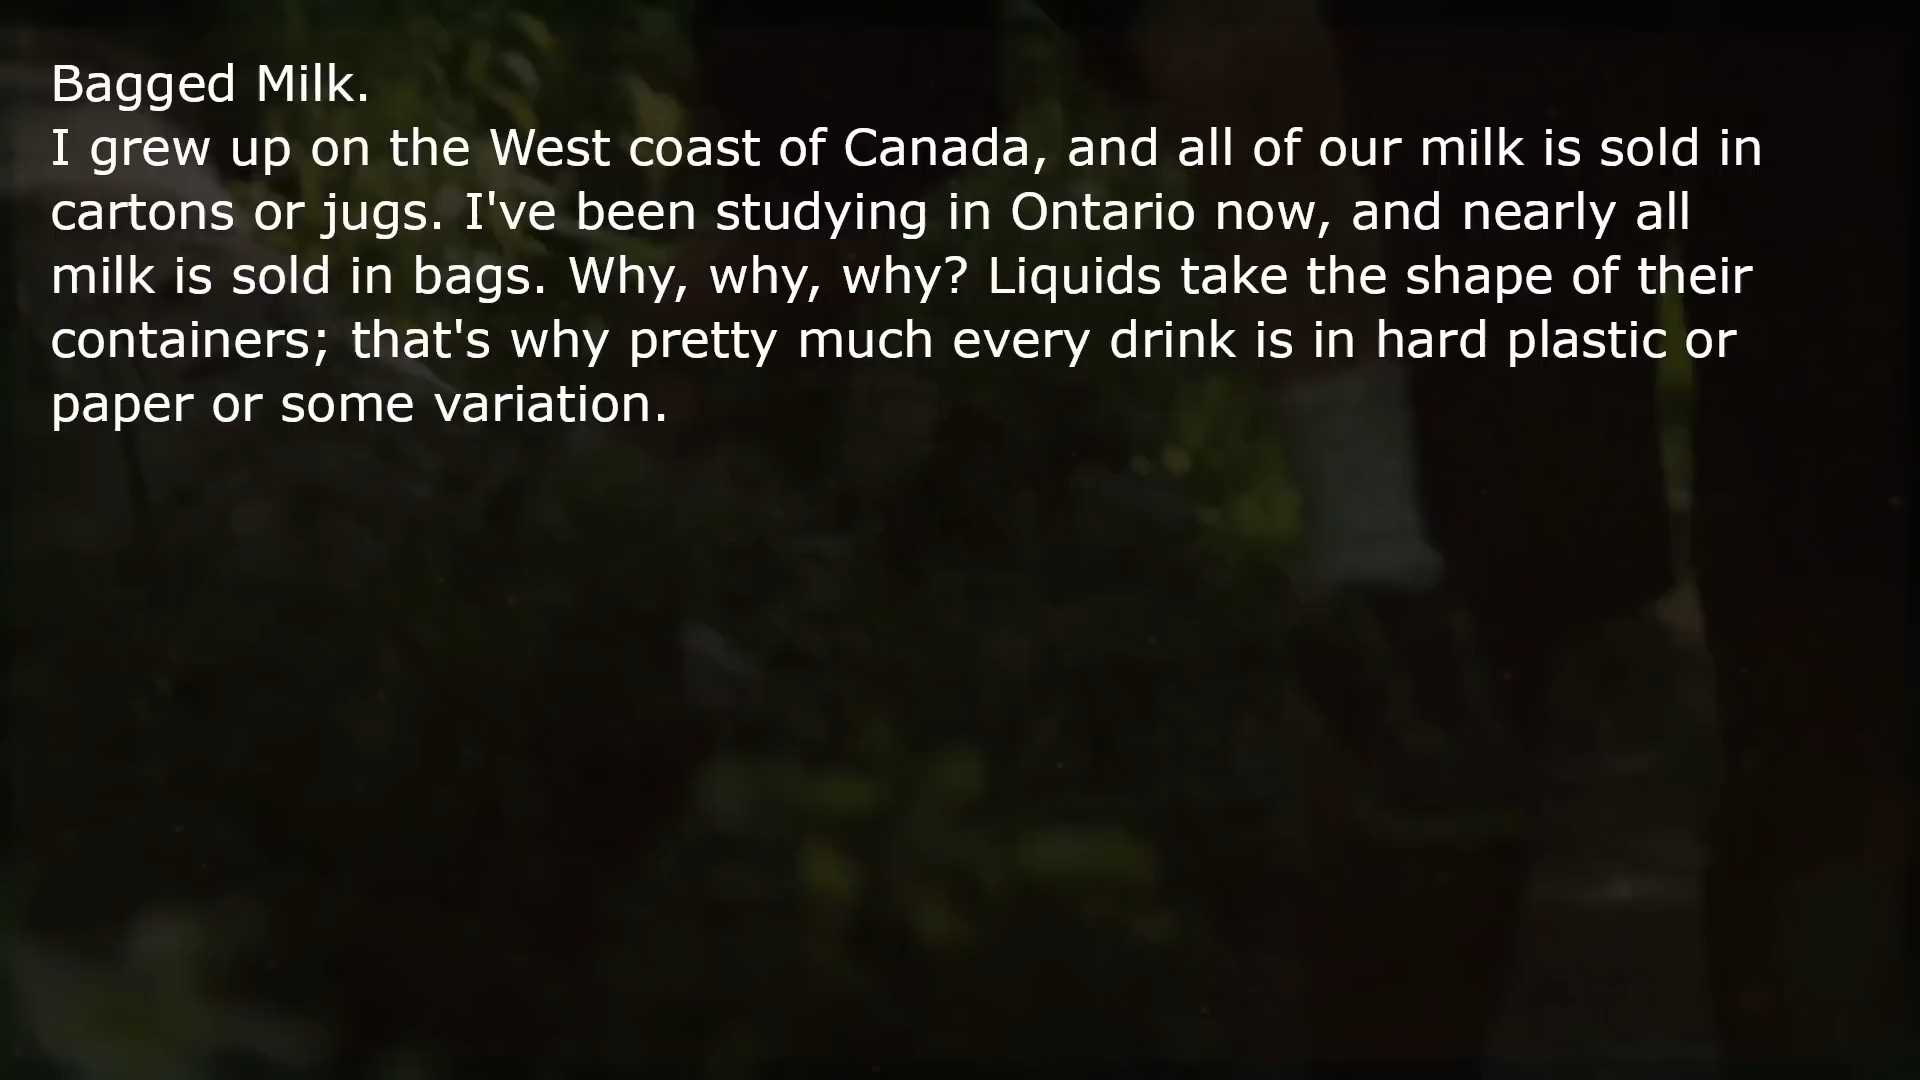 Bagged Milk.
I grew up on the West coast of Canada, and all of our milk is sold in
cartons or jugs. I've been studying in Ontario now, and nearly all
milk is sold in bags. Why, why, why? Liquids take the shape of their
containers; that's why pretty much every drink is in hard plastic or
paper or some variation.